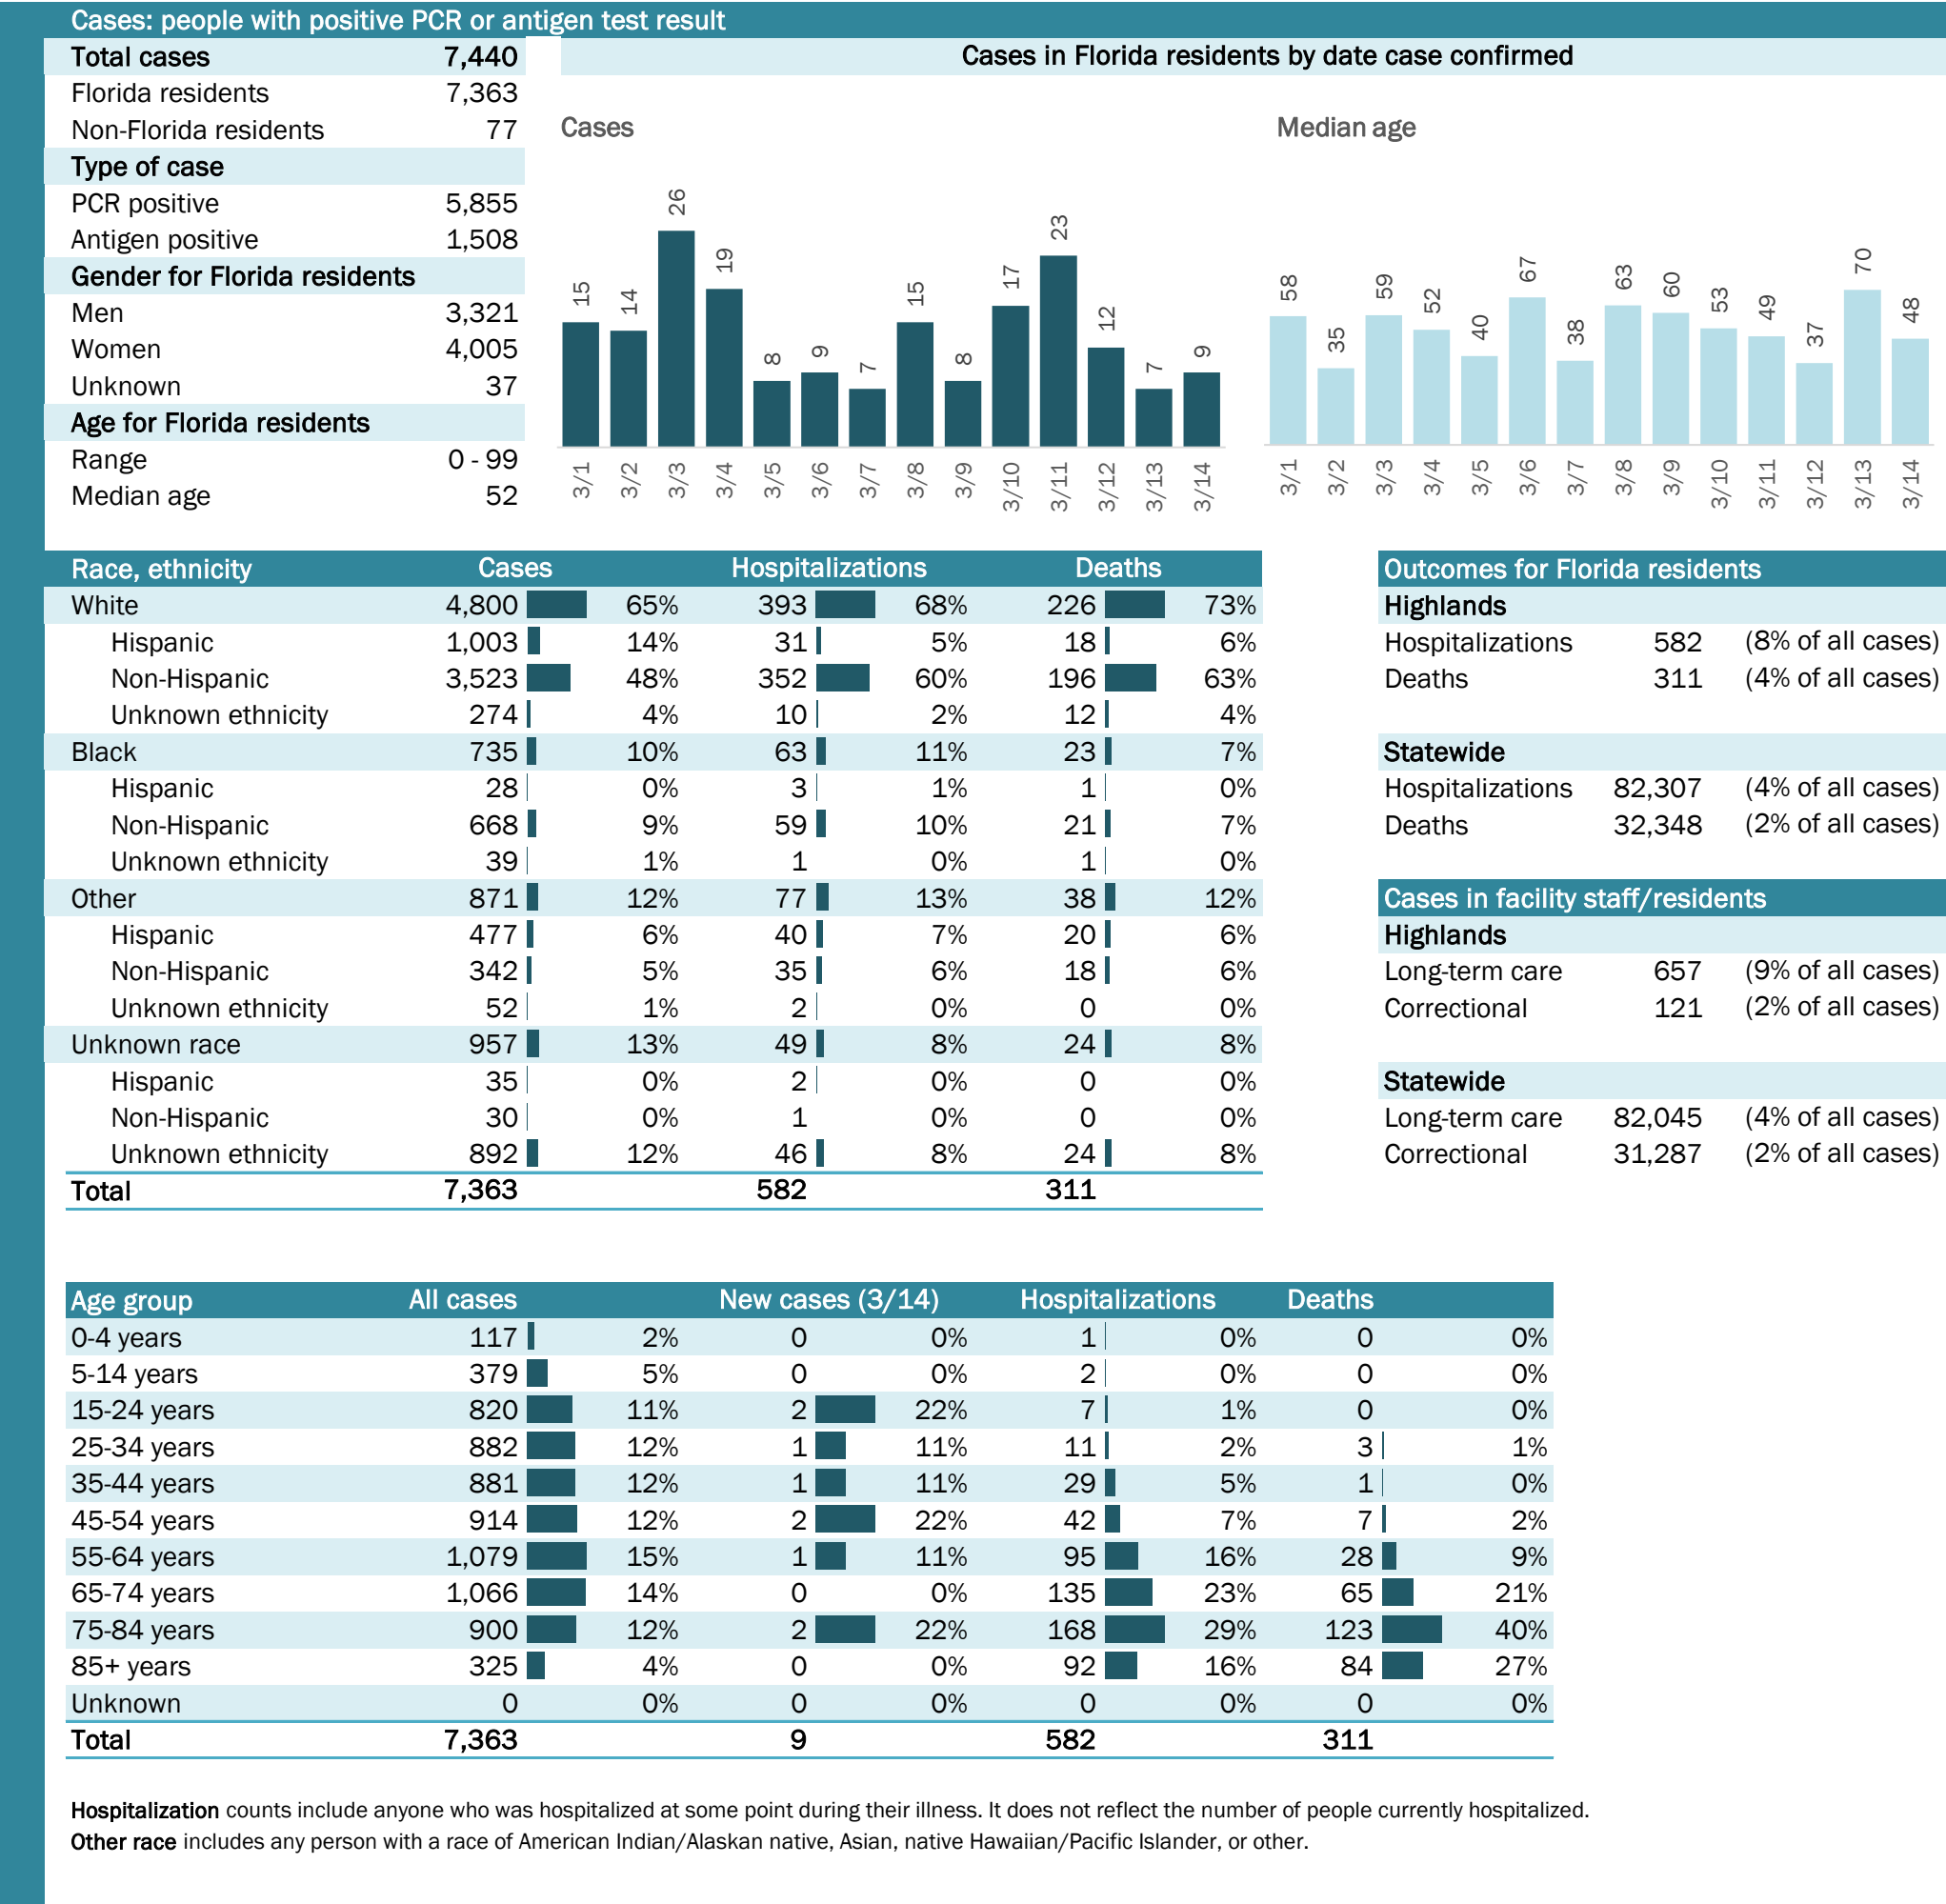 Cases: people with positive PCR or antigen test result
Total cases 7,440
Florida residents 7,363
Non-Florida residents 77
Type of case
PCR positive 5,855
Antigen positive 1,508
Gender for Florida residents
Men 3,321
Women 4,005
Unknown 37
Age for Florida residents
Range 0 - 99
Median age 52
Cases in Florida residents by date case confirmed
Cases
15 14 26 19 8 9 7 15 8 17 23 12 7 9
3/1 3/2 3/3 3/4 3/5 3/6 3/7 3/8 3/9 3/10 3/11 3/12 3/13 3/14
Median age
58 35 59 52 40 67 38 63 60 53 49 37 70 48
3/1 3/2 3/3 3/4 3/5 3/6 3/7 3/8 3/9 3/10 3/11 3/12 3/13 3/14
Race, ethnicity Cases Hospitalizations Deaths
White 4,800 65% 393 68% 226 73%
Hispanic 1,003 14% 31 5% 18 6%
Non-Hispanic 3,523 48% 352 60% 196 63%
Unknown ethnicity 274 4% 10 2% 12 4%
Black 735 10% 63 11% 23 7%
Hispanic 28 0% 3 1% 1 0%
Non-Hispanic 668 9% 59 10% 21 7%
Unknown ethnicity 39 1% 1 0% 1 0%
Other 871 12% 77 13% 38 12%
Hispanic 477 6% 40 7% 20 6%
Non-Hispanic 342 5% 35 6% 18 6%
Unknown ethnicity 52 1% 2 0% 0 0%
Unknown race 957 13% 49 8% 24 8%
Hispanic 35 0% 2 0% 0 0%
Non-Hispanic 30 0% 1 0% 0 0%
Unknown ethnicity 892 12% 46 8% 24 8%
Total 7,363 582 311
Outcomes for Florida residents
Highlands
Hospitalizations 582 (8% of all cases)
Deaths 311 (4% of all cases)
Statewide
Hospitalizations 82,307 (4% of all cases)
Deaths 32,348 (2% of all cases)
Cases in facility staff/residents
Highlands
Long-term care 657 (9% of all cases)
Correctional 121 (2% of all cases)
Statewide
Long-term care 82,045 (4% of all cases)
Correctional 31,287 (2% of all cases)
Age group All cases New cases (3/14) Hospitalizations Deaths
0-4 years 117 2% 0 0% 1 0% 0 0%
5-14 years 379 5% 0 0% 2 0% 0 0%
15-24 years 820 11% 2 22% 7 1% 0 0%
25-34 years 882 12% 1 11% 11 2% 3 1%
35-44 years 881 12% 1 11% 29 5% 1 0%
45-54 years 914 12% 2 22% 42 7% 7 2%
55-64 years 1,079 15% 1 11% 95 16% 28 9%
65-74 years 1,066 14% 0 0% 135 23% 65 21%
75-84 years 900 12% 2 22% 168 29% 123 40%
85+ years 325 4% 0 0% 92 16% 84 27%
Unknown 0 0% 0 0% 0 0% 0 0%
Total 7,363 9 582 311
Hospitalization counts include anyone who was hospitalized at some point during their illness. It does not reflect the number of people currently hospitalized.
Other race includes any person with a race of American Indian/Alaskan native, Asian, native Hawaiian/Pacific Islander, or other.